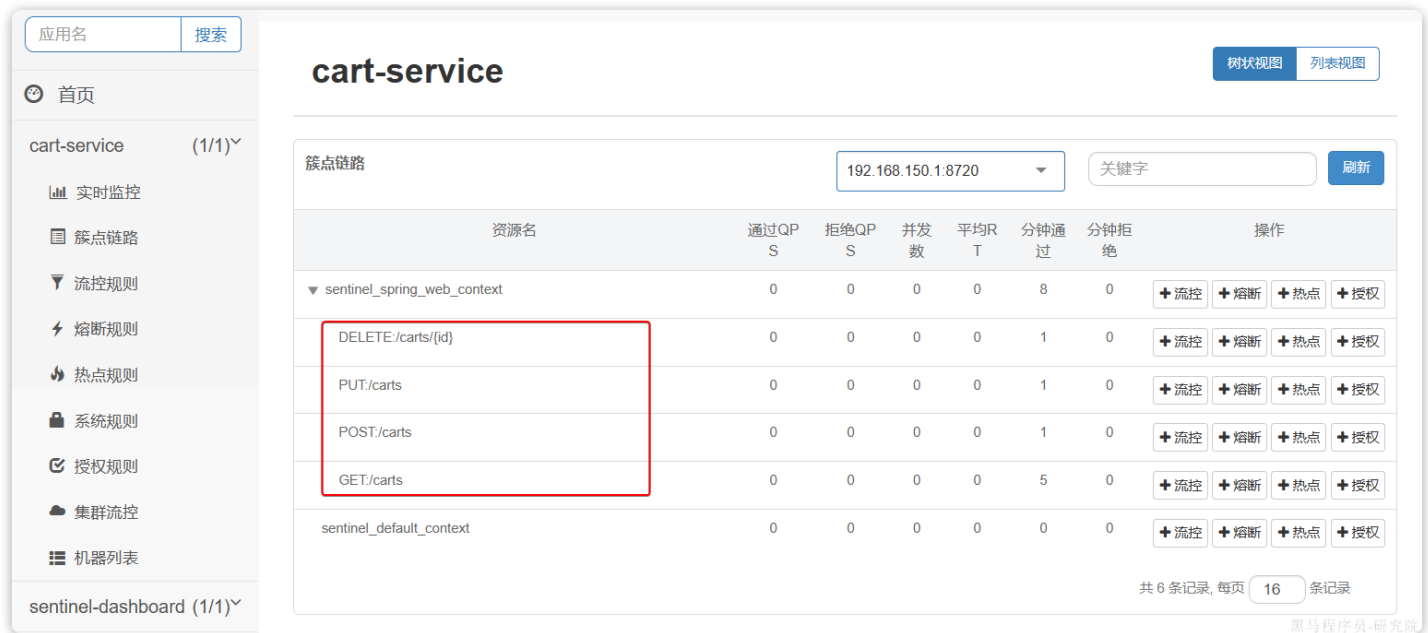 应用名 搜索
首页
cart-service (1/1)
实时监控
簇点链路
流控规则
熔断规则
热点规则
系统规则
授权规则
集群流控
机器列表
sentinel-dashboard (1/1)
cart-service
树状视图 列表视图
簇点链路 192.168.150.1:8720 关键字 刷新
资源名 通过QPS 拒绝QPS 并发数 平均RT 分钟通过 分钟拒绝 操作
sentinel_spring_web_context 0 0 0 0 8 0 流控 熔断 热点 授权
DELETE:/carts/{id} 0 0 0 0 1 0 流控 熔断 热点 授权
PUT:/carts 0 0 0 0 1 0 流控 熔断 热点 授权
POST:/carts 0 0 0 0 1 0 流控 熔断 热点 授权
GET:/carts 0 0 0 0 5 0 流控 熔断 热点 授权
sentinel_default_context 0 0 0 0 0 0 流控 熔断 热点 授权
共 6 条记录, 每页 16 条记录
黑马程序员-研究院